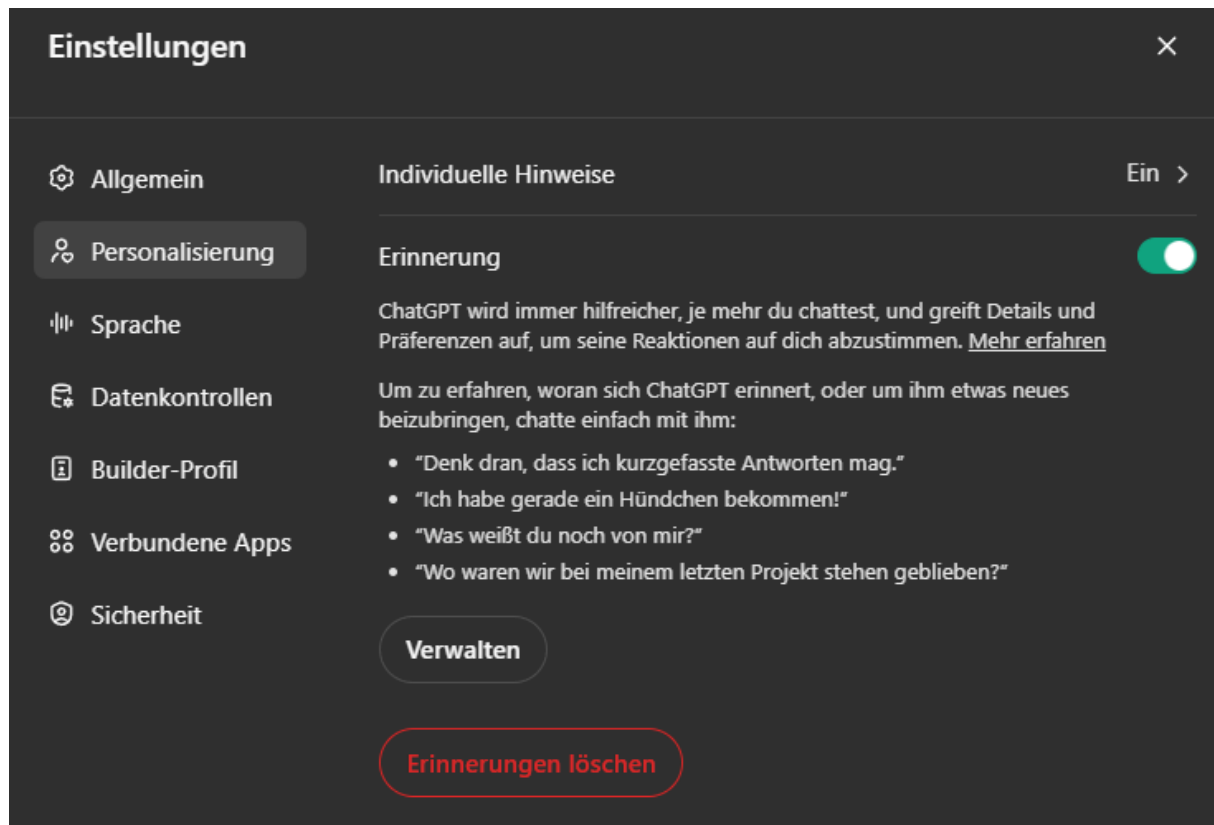 Einstellungen
Allgemein
Personalisierung
Sprache
Datenkontrollen
Builder-Profil
Verbundene Apps
Sicherheit
Individuelle Hinweise Ein
Erinnerung
ChatGPT wird immer hilfreicher, je mehr du chattest, und greift Details und
Präferenzen auf, um seine Reaktionen auf dich abzustimmen. Mehr erfahren
Um zu erfahren, woran sich ChatGPT erinnert, oder um ihm etwas neues
beizubringen, chatte einfach mit ihm:
• “Denk dran, dass ich kurzgefasste Antworten mag.”
• “Ich habe gerade ein Hündchen bekommen!”
• “Was weißt du noch von mir?”
• “Wo waren wir bei meinem letzten Projekt stehen geblieben?”
Verwalten
Erinnerungen löschen